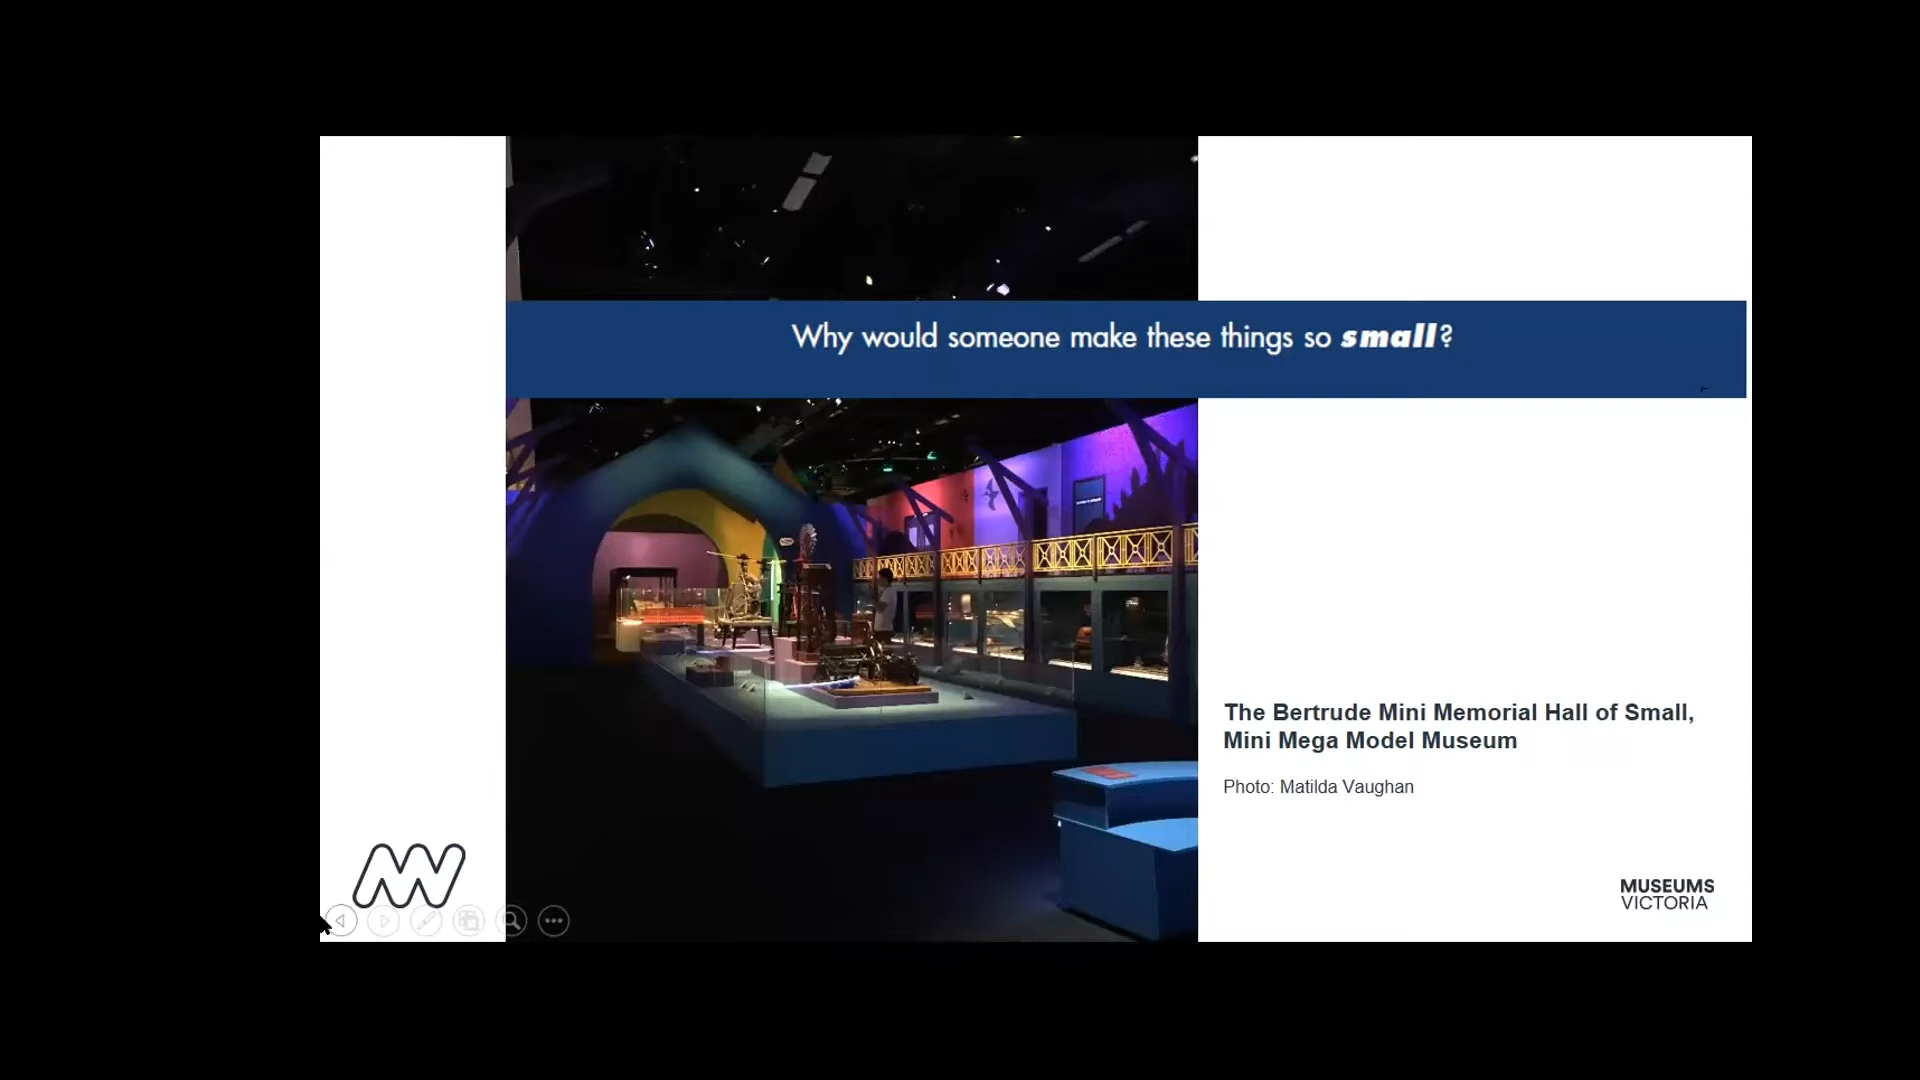 Why would someone make these things so small?
The Bertrude Mini Memorial Hall of Small,
Mini Mega Model Museum
Photo: Matilda Vaughan
MUSEUMS
VICTORIA